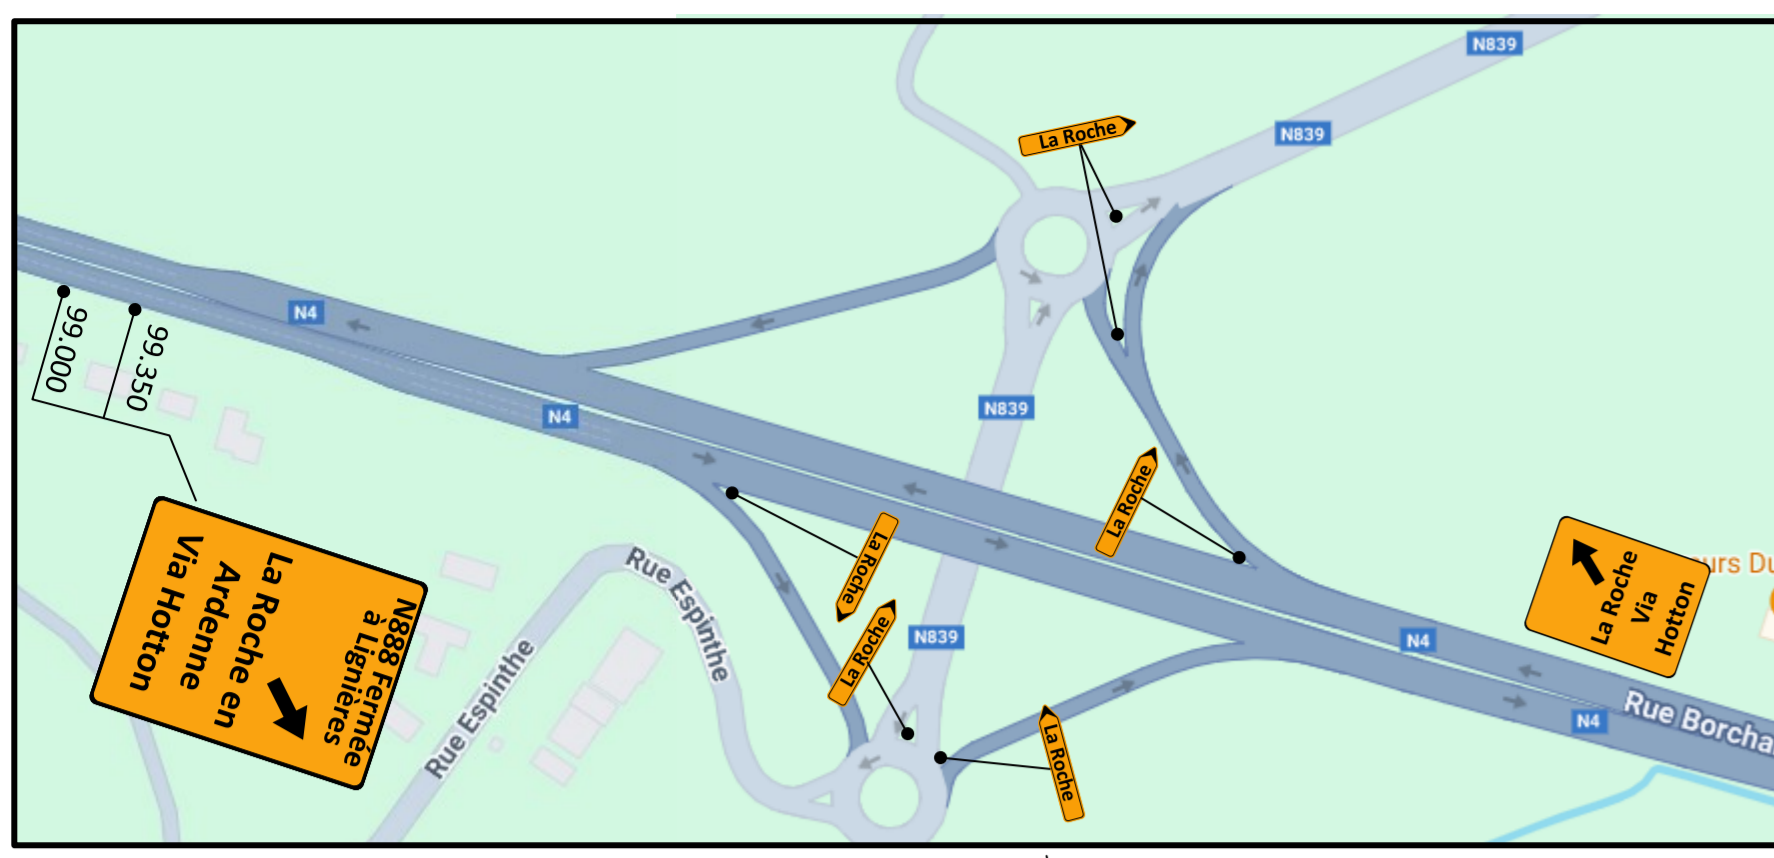 N839
N839
La Roche
N4
99.000
99.350
N4
N839
La Roche
La Roche
Rue Espinthe
La Roche
N839
Rue Espinthe
La Roche
N888 Fermée
à Lignières
La Roche en
Ardenne
Via Hotton
La Roche
Via
Hotton
urs Du
N4
N4
Rue Borcha